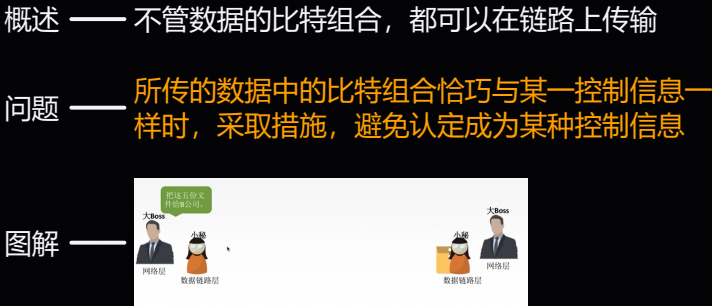 概述
不管数据的比特组合，都可以在链路上传输
问题
所传的数据中的比特组合恰巧与某一控制信息一
样时，采取措施，避免认定成为某种控制信息
图解
把这五份文
件给B公司。
大Boss
小秘
网络层
数据链路层
大Boss
小秘
网络层
数据链路层